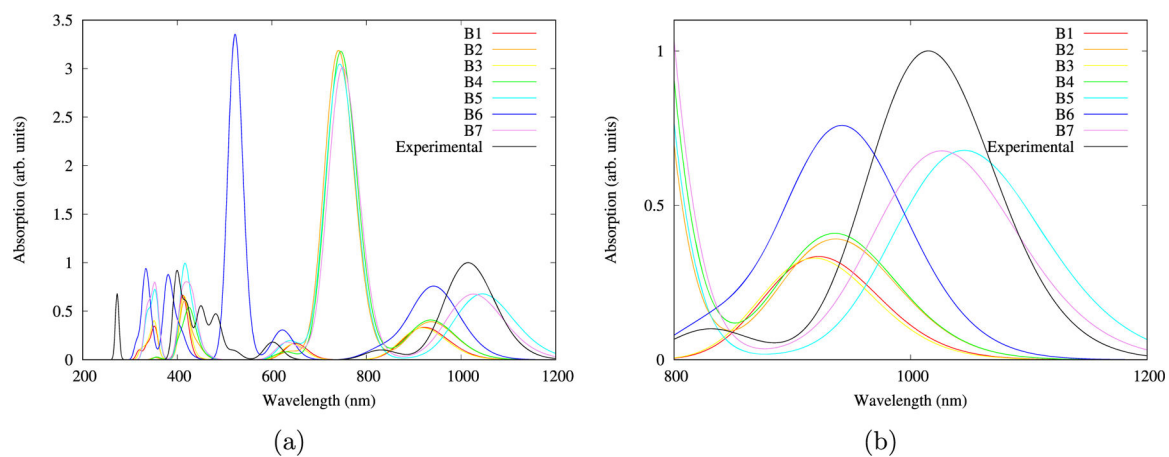 Absorption (arb. units)
3.5
3
2.5
2
1.5
1
0.5
0
200
400
600
800
1000
1200
Wavelength (nm)
B1
B2
B3
B4
B5
B6
B7
Experimental
(a)
Absorption (arb. units)
1
0.5
0
800
1000
1200
Wavelength (nm)
B1
B2
B3
B4
B5
B6
B7
Experimental
(b)